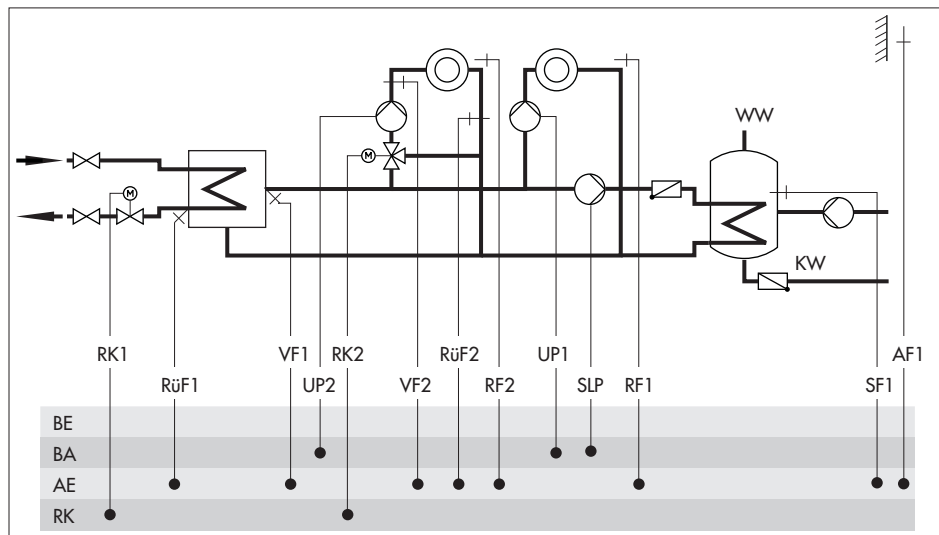 WW
M
M
KW
RK1 VF1 RK2 RüF2 UP1 AF1
RüF1 UP2 VF2 RF2 SLP RF1 SF1
BE
BA
AE
RK